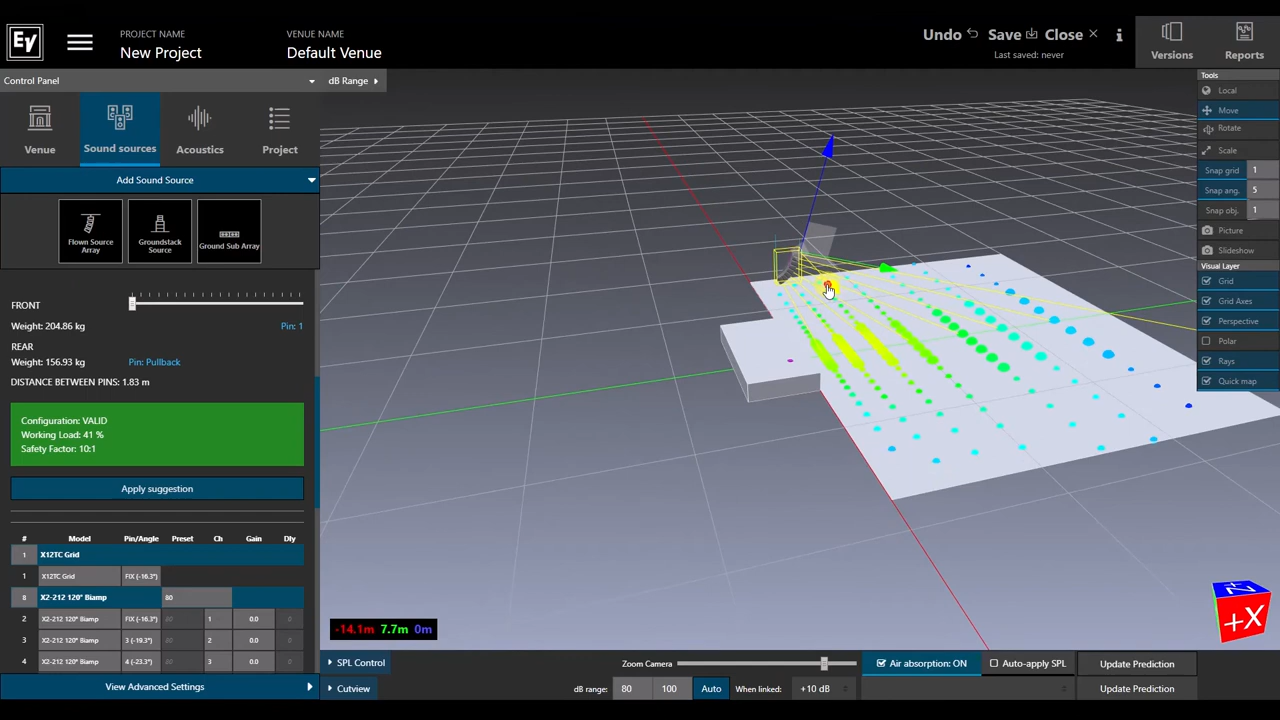 EV
PROJECT NAME
New Project
VENUE NAME
Default Venue
Undo Save Close
Last saved: never
Versions
Reports
Control Panel
dB Range
Venue
Sound sources
Acoustics
Project
Add Sound Source
Flown Source
Array
Groundstack
Source
Ground Sub Array
FRONT
Weight: 204.86 kg Pin: 1
REAR
Weight: 156.93 kg Pin: Pullback
DISTANCE BETWEEN PINS: 1.83 m
Configuration: VALID
Working Load: 41 %
Safety Factor: 10:1
Apply suggestion
# Model Pin/Angle Preset Ch Gain Dly
1 X12TC Grid
1 X12TC Grid FIX (-16.3°)
8 X2-212 120° Biamp 80
2 X2-212 120° Biamp FIX (-16.3°) 80 1 0.0 0
3 X2-212 120° Biamp 3 (-19.3°) 80 2 0.0 0
4 X2-212 120° Biamp 4 (-23.3°) 80 3 0.0 0
View Advanced Settings
Tools
Local
Move
Rotate
Scale
Snap grid 1
Snap ang. 5
Snap obj. 1
Picture
Slideshow
Visual Layer
Grid
Grid Axes
Perspective
Polar
Rays
Quick map
+Z
+X
-14.1m 7.7m 0m
SPL Control
Zoom Camera
Air absorption: ON
Auto-apply SPL
Update Prediction
Cutview
dB range: 80 100 Auto When linked: +10 dB
Update Prediction